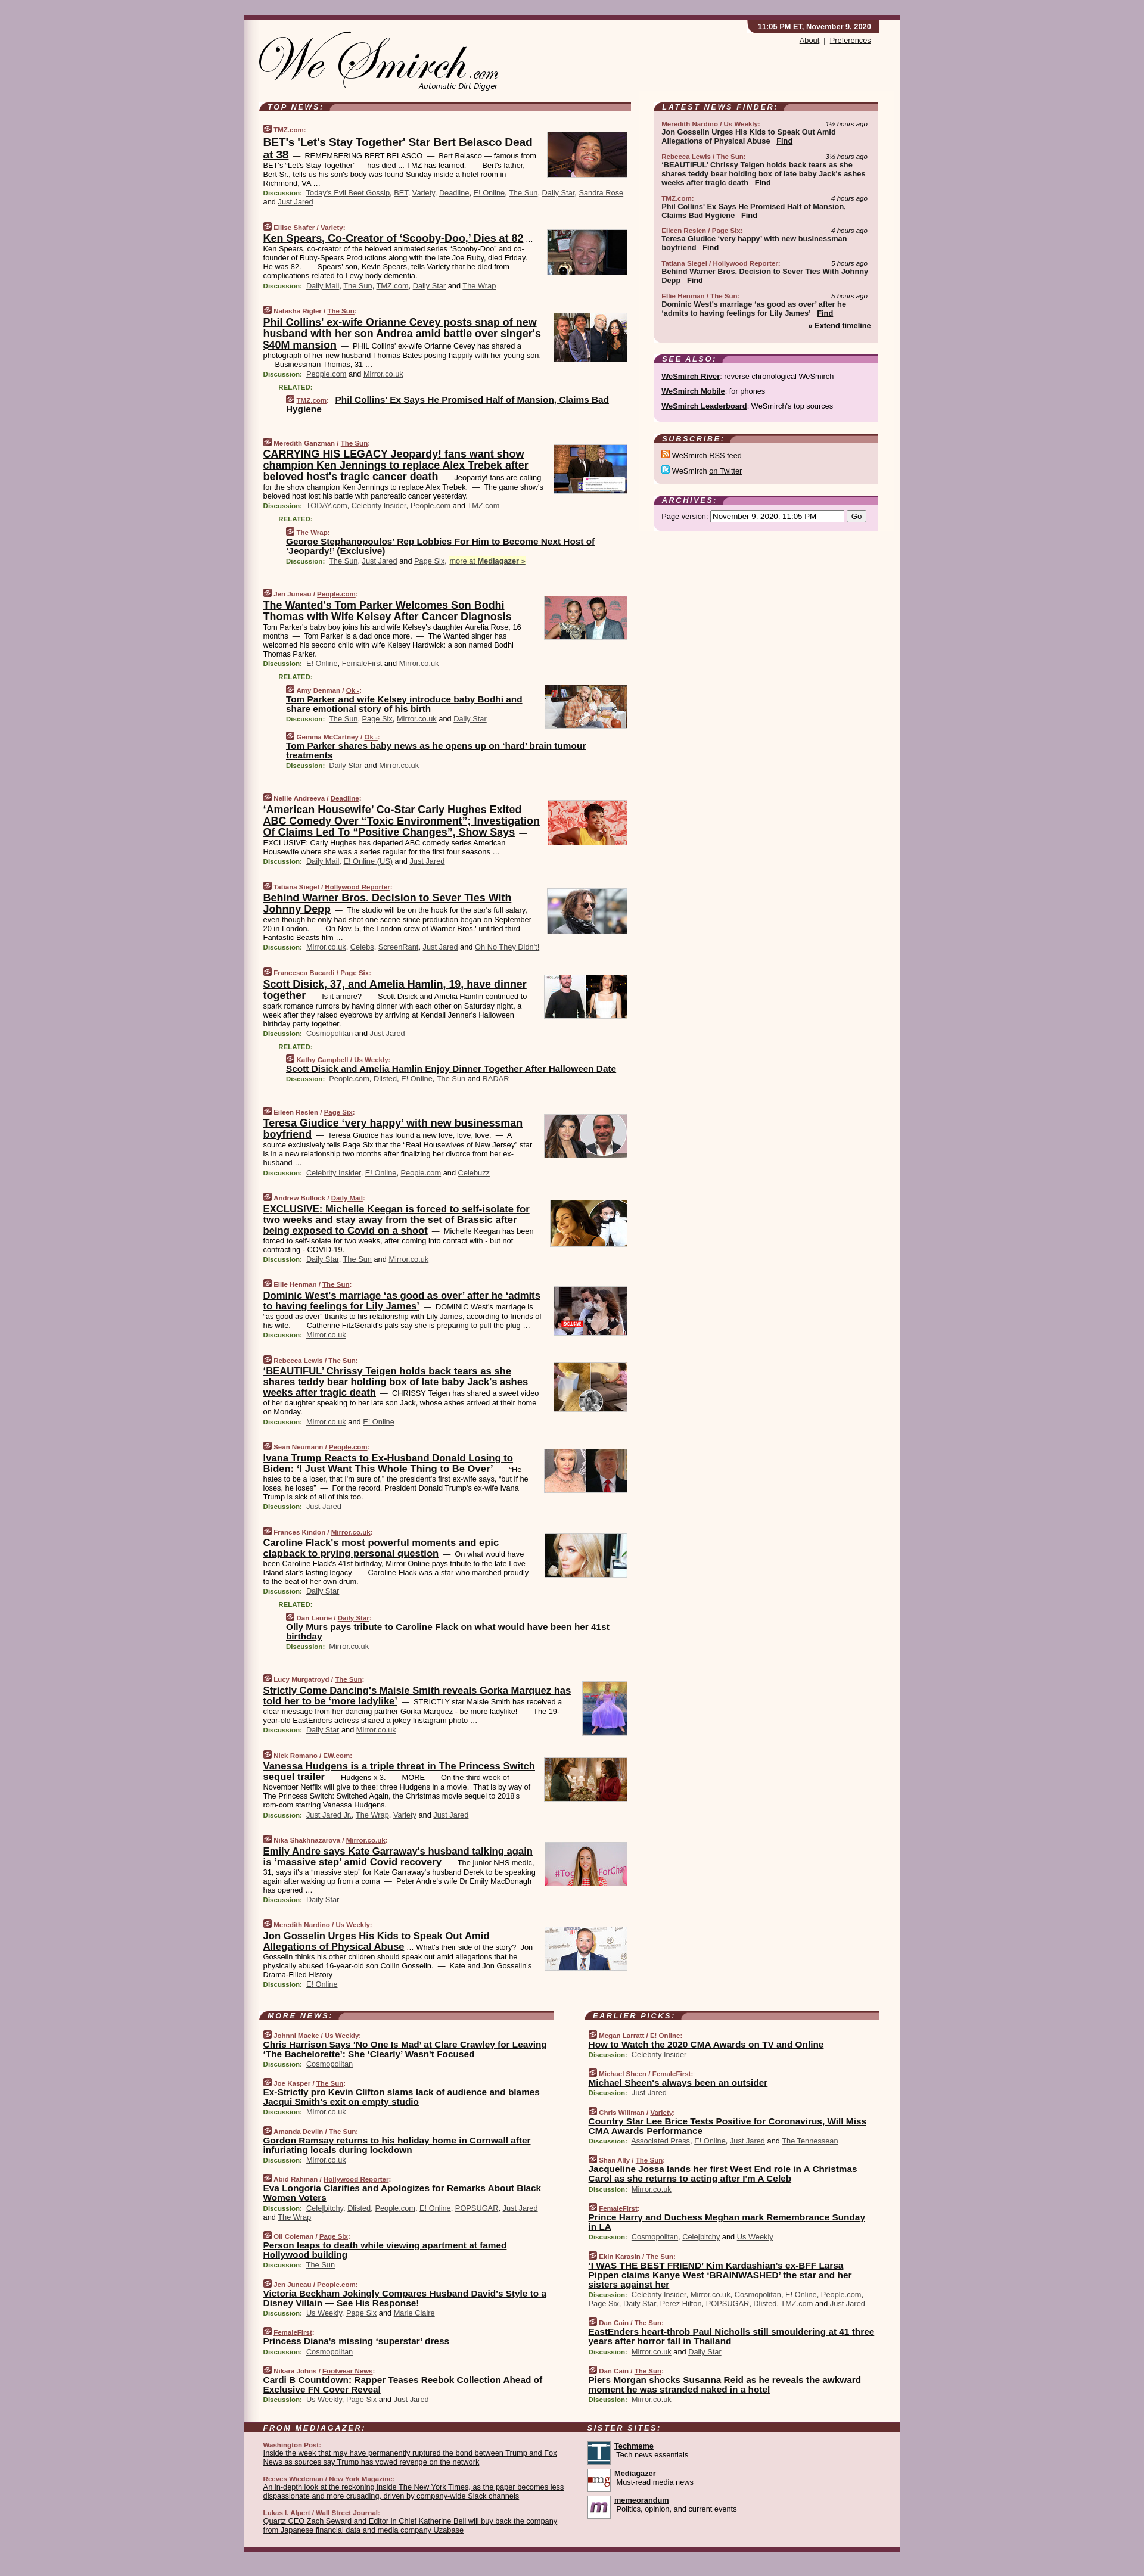 11:05 PM ET, November 9, 2020
About | Preferences
We Smirch.com
Automatic Dirt Digger
TOP NEWS:
TMZ.com:
BET's 'Let's Stay Together' Star Bert Belasco Dead
at 38 — REMEMBERING BERT BELASCO — Bert Belasco — famous from
BET's “Let's Stay Together” — has died ... TMZ has learned. — Bert's father,
Bert Sr., tells us his son's body was found Sunday inside a hotel room in
Richmond, VA …
Discussion: Today's Evil Beet Gossip, BET, Variety, Deadline, E! Online, The Sun, Daily Star, Sandra Rose
and Just Jared
Ellise Shafer / Variety:
Ken Spears, Co-Creator of ‘Scooby-Doo,’ Dies at 82 …
Ken Spears, co-creator of the beloved animated series “Scooby-Doo” and co-
founder of Ruby-Spears Productions along with the late Joe Ruby, died Friday.
He was 82. — Spears' son, Kevin Spears, tells Variety that he died from
complications related to Lewy body dementia.
Discussion: Daily Mail, The Sun, TMZ.com, Daily Star and The Wrap
Natasha Rigler / The Sun:
Phil Collins' ex-wife Orianne Cevey posts snap of new
husband with her son Andrea amid battle over singer's
$40M mansion — PHIL Collins' ex-wife Orianne Cevey has shared a
photograph of her new husband Thomas Bates posing happily with her young son.
— Businessman Thomas, 31 …
Discussion: People.com and Mirror.co.uk
RELATED:
TMZ.com: Phil Collins' Ex Says He Promised Half of Mansion, Claims Bad
Hygiene
Meredith Ganzman / The Sun:
CARRYING HIS LEGACY Jeopardy! fans want show
champion Ken Jennings to replace Alex Trebek after
beloved host's tragic cancer death — Jeopardy! fans are calling
for the show champion Ken Jennings to replace Alex Trebek. — The game show's
beloved host lost his battle with pancreatic cancer yesterday.
Discussion: TODAY.com, Celebrity Insider, People.com and TMZ.com
RELATED:
The Wrap:
George Stephanopoulos' Rep Lobbies For Him to Become Next Host of
‘Jeopardy!’ (Exclusive)
Discussion: The Sun, Just Jared and Page Six, more at Mediagazer »
Jen Juneau / People.com:
The Wanted's Tom Parker Welcomes Son Bodhi
Thomas with Wife Kelsey After Cancer Diagnosis —
Tom Parker's baby boy joins his and wife Kelsey's daughter Aurelia Rose, 16
months — Tom Parker is a dad once more. — The Wanted singer has
welcomed his second child with wife Kelsey Hardwick: a son named Bodhi
Thomas Parker.
Discussion: E! Online, FemaleFirst and Mirror.co.uk
RELATED:
Amy Denman / Ok -:
Tom Parker and wife Kelsey introduce baby Bodhi and
share emotional story of his birth
Discussion: The Sun, Page Six, Mirror.co.uk and Daily Star
Gemma McCartney / Ok -:
Tom Parker shares baby news as he opens up on ‘hard’ brain tumour
treatments
Discussion: Daily Star and Mirror.co.uk
Nellie Andreeva / Deadline:
‘American Housewife’ Co-Star Carly Hughes Exited
ABC Comedy Over “Toxic Environment”; Investigation
Of Claims Led To “Positive Changes”, Show Says —
EXCLUSIVE: Carly Hughes has departed ABC comedy series American
Housewife where she was a series regular for the first four seasons …
Discussion: Daily Mail, E! Online (US) and Just Jared
Tatiana Siegel / Hollywood Reporter:
Behind Warner Bros. Decision to Sever Ties With
Johnny Depp — The studio will be on the hook for the star's full salary,
even though he only had shot one scene since production began on September
20 in London. — On Nov. 5, the London crew of Warner Bros.' untitled third
Fantastic Beasts film …
Discussion: Mirror.co.uk, Celebs, ScreenRant, Just Jared and Oh No They Didn't!
Francesca Bacardi / Page Six:
Scott Disick, 37, and Amelia Hamlin, 19, have dinner
together — Is it amore? — Scott Disick and Amelia Hamlin continued to
spark romance rumors by having dinner with each other on Saturday night, a
week after they raised eyebrows by arriving at Kendall Jenner's Halloween
birthday party together.
Discussion: Cosmopolitan and Just Jared
RELATED:
Kathy Campbell / Us Weekly:
Scott Disick and Amelia Hamlin Enjoy Dinner Together After Halloween Date
Discussion: People.com, Dlisted, E! Online, The Sun and RADAR
Eileen Reslen / Page Six:
Teresa Giudice ‘very happy’ with new businessman
boyfriend — Teresa Giudice has found a new love, love, love. — A
source exclusively tells Page Six that the “Real Housewives of New Jersey” star
is in a new relationship two months after finalizing her divorce from her ex-
husband …
Discussion: Celebrity Insider, E! Online, People.com and Celebuzz
Andrew Bullock / Daily Mail:
EXCLUSIVE: Michelle Keegan is forced to self-isolate for
two weeks and stay away from the set of Brassic after
being exposed to Covid on a shoot — Michelle Keegan has been
forced to self-isolate for two weeks, after coming into contact with - but not
contracting - COVID-19.
Discussion: Daily Star, The Sun and Mirror.co.uk
Ellie Henman / The Sun:
Dominic West's marriage ‘as good as over’ after he ‘admits
to having feelings for Lily James’ — DOMINIC West's marriage is
“as good as over” thanks to his relationship with Lily James, according to friends of
his wife. — Catherine FitzGerald's pals say she is preparing to pull the plug …
Discussion: Mirror.co.uk
Rebecca Lewis / The Sun:
‘BEAUTIFUL’ Chrissy Teigen holds back tears as she
shares teddy bear holding box of late baby Jack's ashes
weeks after tragic death — CHRISSY Teigen has shared a sweet video
of her daughter speaking to her late son Jack, whose ashes arrived at their home
on Monday.
Discussion: Mirror.co.uk and E! Online
Sean Neumann / People.com:
Ivana Trump Reacts to Ex-Husband Donald Losing to
Biden: ‘I Just Want This Whole Thing to Be Over’ — “He
hates to be a loser, that I'm sure of,” the president's first ex-wife says, “but if he
loses, he loses” — For the record, President Donald Trump's ex-wife Ivana
Trump is sick of all of this too.
Discussion: Just Jared
Frances Kindon / Mirror.co.uk:
Caroline Flack's most powerful moments and epic
clapback to prying personal question — On what would have
been Caroline Flack's 41st birthday, Mirror Online pays tribute to the late Love
Island star's lasting legacy — Caroline Flack was a star who marched proudly
to the beat of her own drum.
Discussion: Daily Star
RELATED:
Dan Laurie / Daily Star:
Olly Murs pays tribute to Caroline Flack on what would have been her 41st
birthday
Discussion: Mirror.co.uk
Lucy Murgatroyd / The Sun:
Strictly Come Dancing's Maisie Smith reveals Gorka Marquez has
told her to be ‘more ladylike’ — STRICTLY star Maisie Smith has received a
clear message from her dancing partner Gorka Marquez - be more ladylike! — The 19-
year-old EastEnders actress shared a jokey Instagram photo …
Discussion: Daily Star and Mirror.co.uk
Nick Romano / EW.com:
Vanessa Hudgens is a triple threat in The Princess Switch
sequel trailer — Hudgens x 3. — MORE — On the third week of
November Netflix will give to thee: three Hudgens in a movie. That is by way of
The Princess Switch: Switched Again, the Christmas movie sequel to 2018's
rom-com starring Vanessa Hudgens.
Discussion: Just Jared Jr., The Wrap, Variety and Just Jared
Nika Shakhnazarova / Mirror.co.uk:
Emily Andre says Kate Garraway's husband talking again
is ‘massive step’ amid Covid recovery — The junior NHS medic,
31, says it's a “massive step” for Kate Garraway's husband Derek to be speaking
again after waking up from a coma — Peter Andre's wife Dr Emily MacDonagh
has opened …
Discussion: Daily Star
Meredith Nardino / Us Weekly:
Jon Gosselin Urges His Kids to Speak Out Amid
Allegations of Physical Abuse … What's their side of the story? Jon
Gosselin thinks his other children should speak out amid allegations that he
physically abused 16-year-old son Collin Gosselin. — Kate and Jon Gosselin's
Drama-Filled History
Discussion: E! Online
LATEST NEWS FINDER:
Meredith Nardino / Us Weekly: 1½ hours ago
Jon Gosselin Urges His Kids to Speak Out Amid
Allegations of Physical Abuse Find
Rebecca Lewis / The Sun: 3½ hours ago
‘BEAUTIFUL’ Chrissy Teigen holds back tears as she
shares teddy bear holding box of late baby Jack's ashes
weeks after tragic death Find
TMZ.com: 4 hours ago
Phil Collins' Ex Says He Promised Half of Mansion,
Claims Bad Hygiene Find
Eileen Reslen / Page Six: 4 hours ago
Teresa Giudice ‘very happy’ with new businessman
boyfriend Find
Tatiana Siegel / Hollywood Reporter: 5 hours ago
Behind Warner Bros. Decision to Sever Ties With Johnny
Depp Find
Ellie Henman / The Sun: 5 hours ago
Dominic West's marriage ‘as good as over’ after he
‘admits to having feelings for Lily James’ Find
» Extend timeline
SEE ALSO:
WeSmirch River: reverse chronological WeSmirch
WeSmirch Mobile: for phones
WeSmirch Leaderboard: WeSmirch's top sources
SUBSCRIBE:
WeSmirch RSS feed
WeSmirch on Twitter
ARCHIVES:
Page version: November 9, 2020, 11:05 PM Go
MORE NEWS:
Johnni Macke / Us Weekly:
Chris Harrison Says ‘No One Is Mad’ at Clare Crawley for Leaving
‘The Bachelorette’: She ‘Clearly’ Wasn't Focused
Discussion: Cosmopolitan
Joe Kasper / The Sun:
Ex-Strictly pro Kevin Clifton slams lack of audience and blames
Jacqui Smith's exit on empty studio
Discussion: Mirror.co.uk
Amanda Devlin / The Sun:
Gordon Ramsay returns to his holiday home in Cornwall after
infuriating locals during lockdown
Discussion: Mirror.co.uk
Abid Rahman / Hollywood Reporter:
Eva Longoria Clarifies and Apologizes for Remarks About Black
Women Voters
Discussion: Cele|bitchy, Dlisted, People.com, E! Online, POPSUGAR, Just Jared
and The Wrap
Oli Coleman / Page Six:
Person leaps to death while viewing apartment at famed
Hollywood building
Discussion: The Sun
Jen Juneau / People.com:
Victoria Beckham Jokingly Compares Husband David's Style to a
Disney Villain — See His Response!
Discussion: Us Weekly, Page Six and Marie Claire
FemaleFirst:
Princess Diana's missing ‘superstar’ dress
Discussion: Cosmopolitan
Nikara Johns / Footwear News:
Cardi B Countdown: Rapper Teases Reebok Collection Ahead of
Exclusive FN Cover Reveal
Discussion: Us Weekly, Page Six and Just Jared
EARLIER PICKS:
Megan Larratt / E! Online:
How to Watch the 2020 CMA Awards on TV and Online
Discussion: Celebrity Insider
Michael Sheen / FemaleFirst:
Michael Sheen's always been an outsider
Discussion: Just Jared
Chris Willman / Variety:
Country Star Lee Brice Tests Positive for Coronavirus, Will Miss
CMA Awards Performance
Discussion: Associated Press, E! Online, Just Jared and The Tennessean
Shan Ally / The Sun:
Jacqueline Jossa lands her first West End role in A Christmas
Carol as she returns to acting after I'm A Celeb
Discussion: Mirror.co.uk
FemaleFirst:
Prince Harry and Duchess Meghan mark Remembrance Sunday
in LA
Discussion: Cosmopolitan, Cele|bitchy and Us Weekly
Ekin Karasin / The Sun:
‘I WAS THE BEST FRIEND’ Kim Kardashian's ex-BFF Larsa
Pippen claims Kanye West ‘BRAINWASHED’ the star and her
sisters against her
Discussion: Celebrity Insider, Mirror.co.uk, Cosmopolitan, E! Online, People.com,
Page Six, Daily Star, Perez Hilton, POPSUGAR, Dlisted, TMZ.com and Just Jared
Dan Cain / The Sun:
EastEnders heart-throb Paul Nicholls still smouldering at 41 three
years after horror fall in Thailand
Discussion: Mirror.co.uk and Daily Star
Dan Cain / The Sun:
Piers Morgan shocks Susanna Reid as he reveals the awkward
moment he was stranded naked in a hotel
Discussion: Mirror.co.uk
FROM MEDIAGAZER:
Washington Post:
Inside the week that may have permanently ruptured the bond between Trump and Fox
News as sources say Trump has vowed revenge on the network
Reeves Wiedeman / New York Magazine:
An in-depth look at the reckoning inside The New York Times, as the paper becomes less
dispassionate and more crusading, driven by company-wide Slack channels
Lukas I. Alpert / Wall Street Journal:
Quartz CEO Zach Seward and Editor in Chief Katherine Bell will buy back the company
from Japanese financial data and media company Uzabase
SISTER SITES:
Techmeme
Tech news essentials
mg
Mediagazer
Must-read media news
m
memeorandum
Politics, opinion, and current events